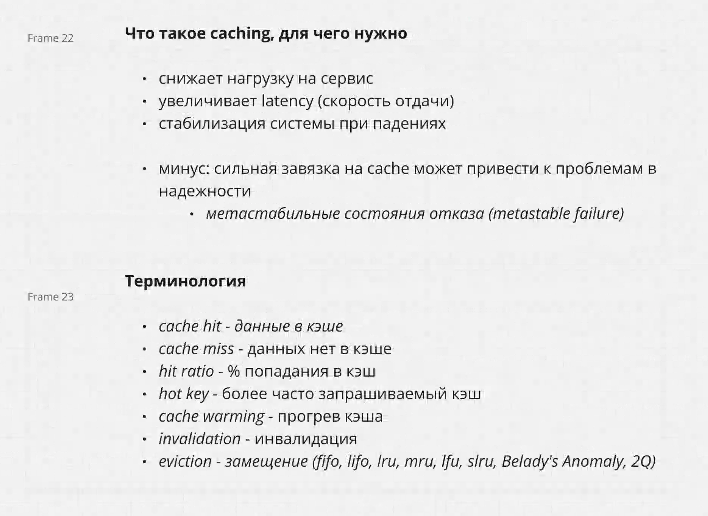 Frame 22
Что такое caching, для чего нужно
• снижает нагрузку на сервис
• увеличивает latency (скорость отдачи)
• стабилизация системы при падениях
• минус: сильная завязка на cache может привести к проблемам в
надежности
• метастабильные состояния отказа (metastable failure)
Терминология
Frame 23
• cache hit - данные в кэше
• cache miss - данных нет в кэше
• hit ratio - % попадания в кэш
• hot key - более часто запрашиваемый кэш
• cache warming - прогрев кэша
• invalidation - инвалидация
• eviction - замещение (fifo, lifo, lru, mru, lfu, slru, Belady's Anomaly, 2Q)